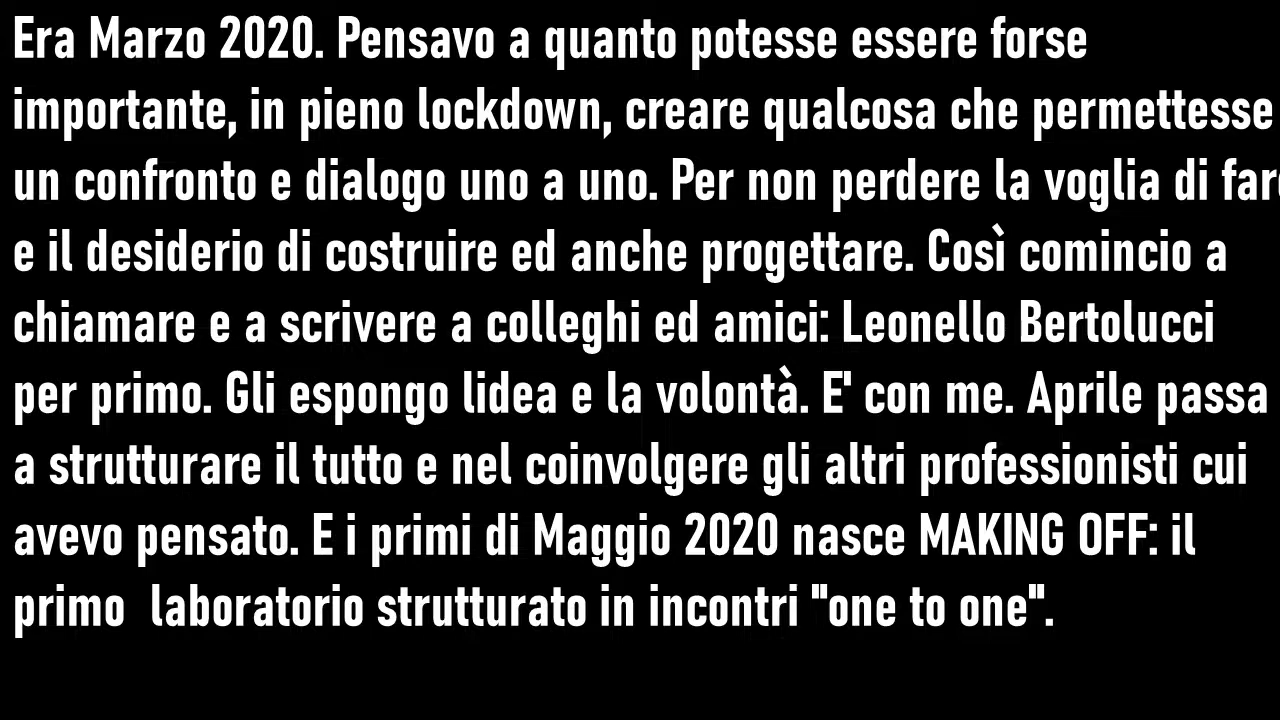 Era Marzo 2020. Pensavo a quanto potesse essere forse
importante, in pieno lockdown, creare qualcosa che permettesse
un confronto e dialogo uno a uno. Per non perdere la voglia di fare
e il desiderio di costruire ed anche progettare. Così comincio a
chiamare e a scrivere a colleghi ed amici: Leonello Bertolucci
per primo. Gli espongo lidea e la volontà. E' con me. Aprile passa
a strutturare il tutto e nel coinvolgere gli altri professionisti cui
avevo pensato. E i primi di Maggio 2020 nasce MAKING OFF: il
primo  laboratorio strutturato in incontri "one to one".